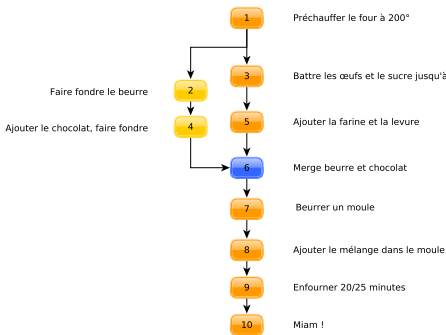 1 Préchauffer le four à 200°
2 Faire fondre le beurre
3 Battre les œufs et le sucre jusqu'à
4 Ajouter le chocolat, faire fondre
5 Ajouter la farine et la levure
6 Merge beurre et chocolat
7 Beurrer un moule
8 Ajouter le mélange dans le moule
9 Enfourner 20/25 minutes
10 Miam !